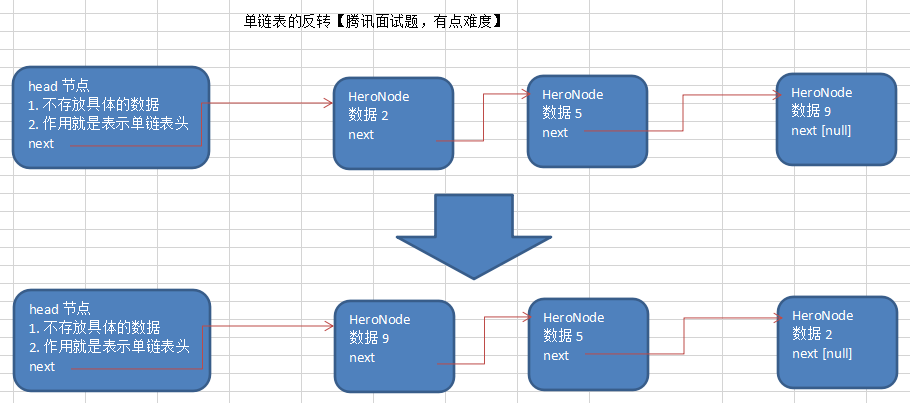 单链表的反转【腾讯面试题，有点难度】
head 节点
1. 不存放具体的数据
2. 作用就是表示单链表头
next
HeroNode
数据 2
next
HeroNode
数据 5
next
HeroNode
数据 9
next [null]
head 节点
1. 不存放具体的数据
2. 作用就是表示单链表头
next
HeroNode
数据 9
next
HeroNode
数据 5
next
HeroNode
数据 2
next [null]